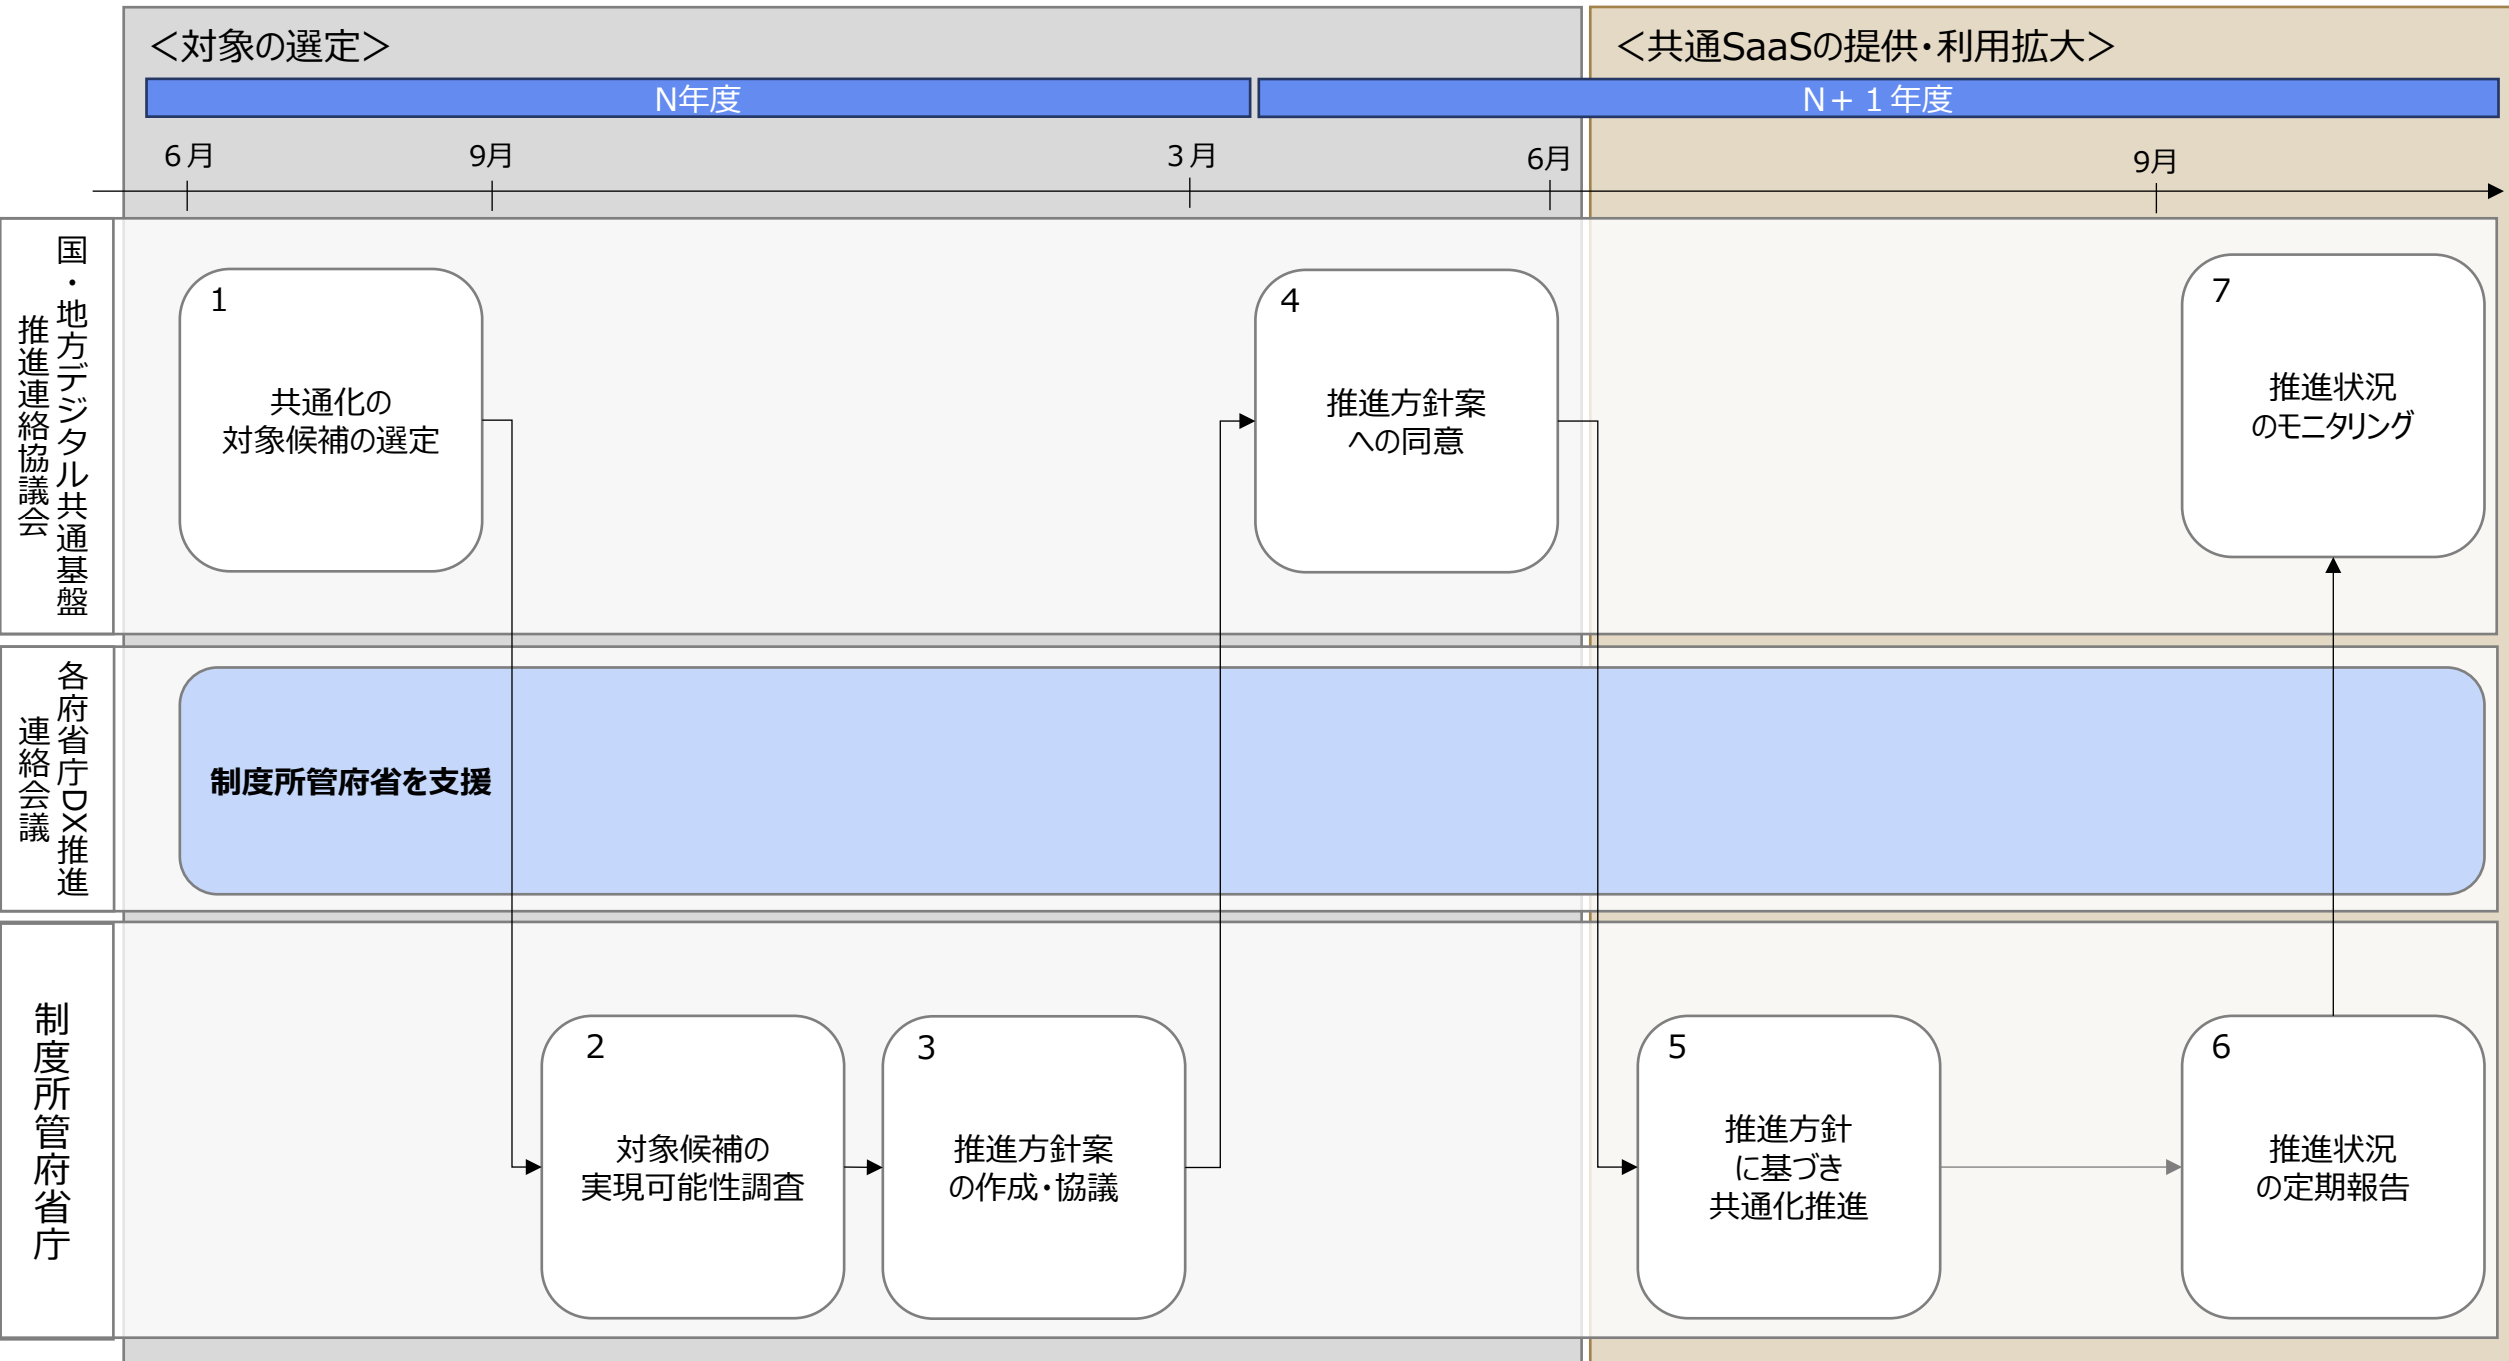 ＜対象の選定＞
＜共通SaaSの提供・利用拡大＞
N年度
N＋１年度
６月
9月
３月
6月
9月
国・地方デジタル共通基盤
推進連絡協議会
1
共通化の
対象候補の選定
4
推進方針案
への同意
7
推進状況
のモニタリング
各府省庁DX推進
連絡会議
制度所管府省を支援
制度所管府省庁
2
対象候補の
実現可能性調査
3
推進方針案
の作成・協議
5
推進方針
に基づき
共通化推進
6
推進状況
の定期報告